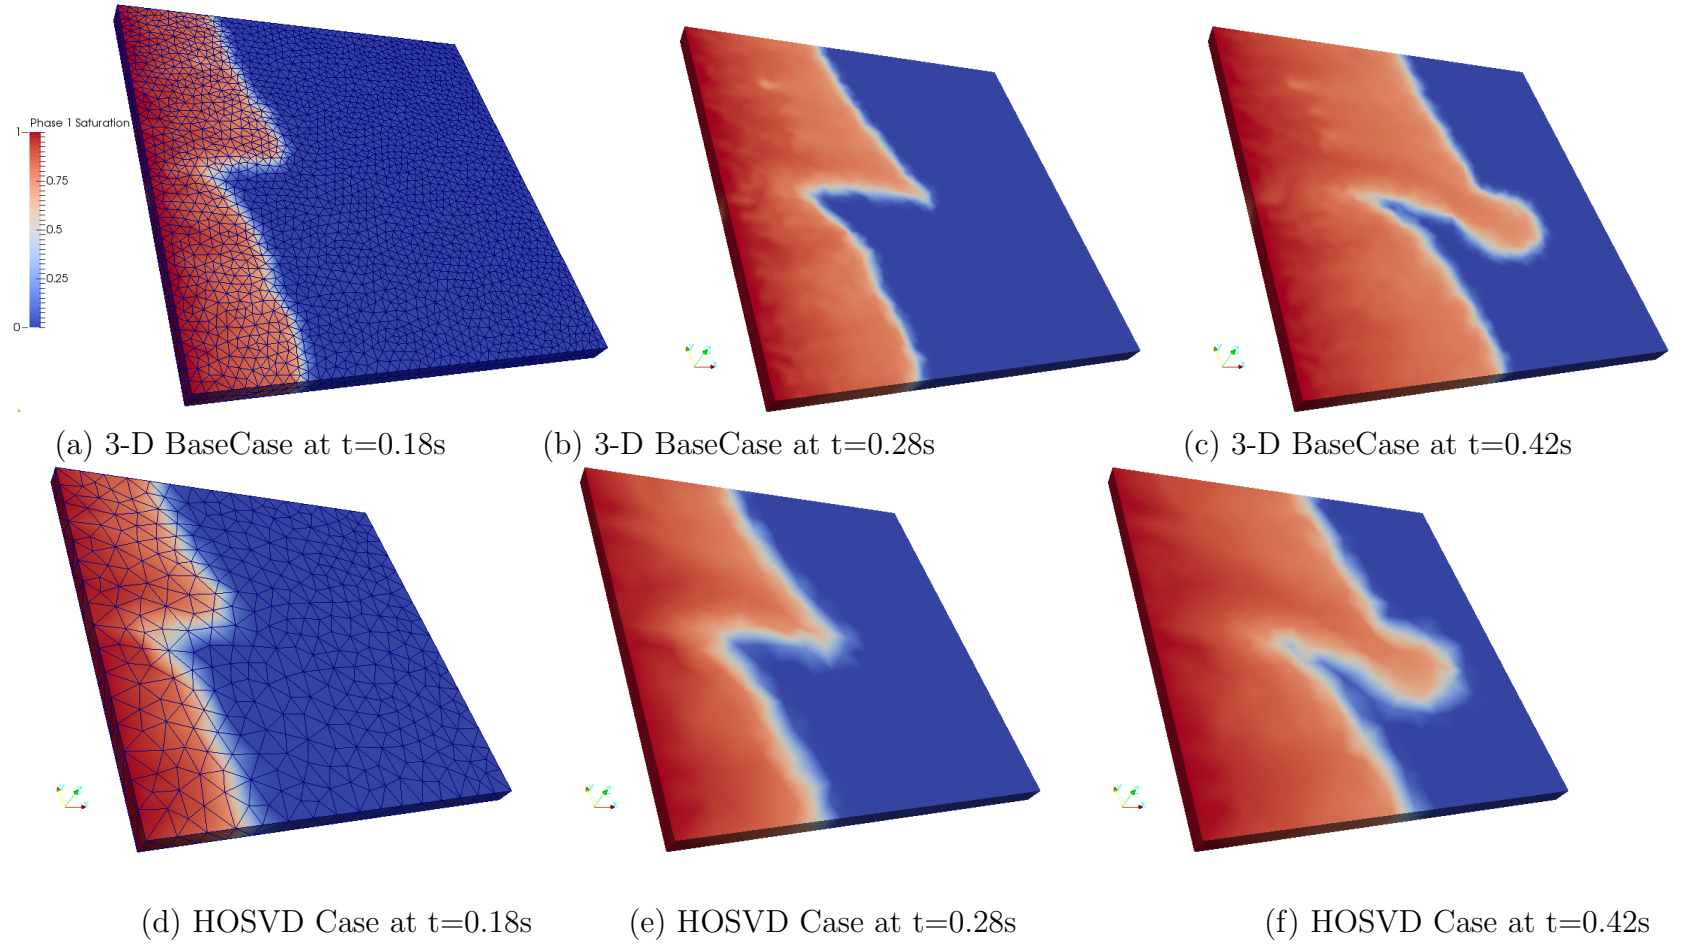 Phase 1 Saturation
1
0.75
0.5
0.25
0
(a) 3-D BaseCase at t=0.18s
(b) 3-D BaseCase at t=0.28s
(c) 3-D BaseCase at t=0.42s
(d) HOSVD Case at t=0.18s
(e) HOSVD Case at t=0.28s
(f) HOSVD Case at t=0.42s